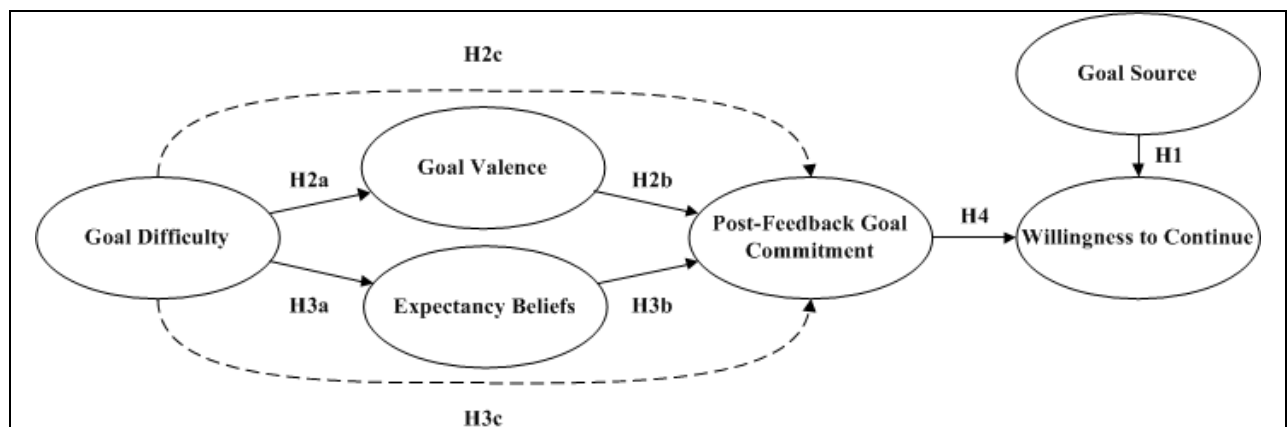 H2c
Goal Source
Goal Valence
H1
H2a
H2b
Goal Difficulty
Post-Feedback Goal
Commitment
H4
Willingness to Continue
H3a
Expectancy Beliefs
H3b
H3c